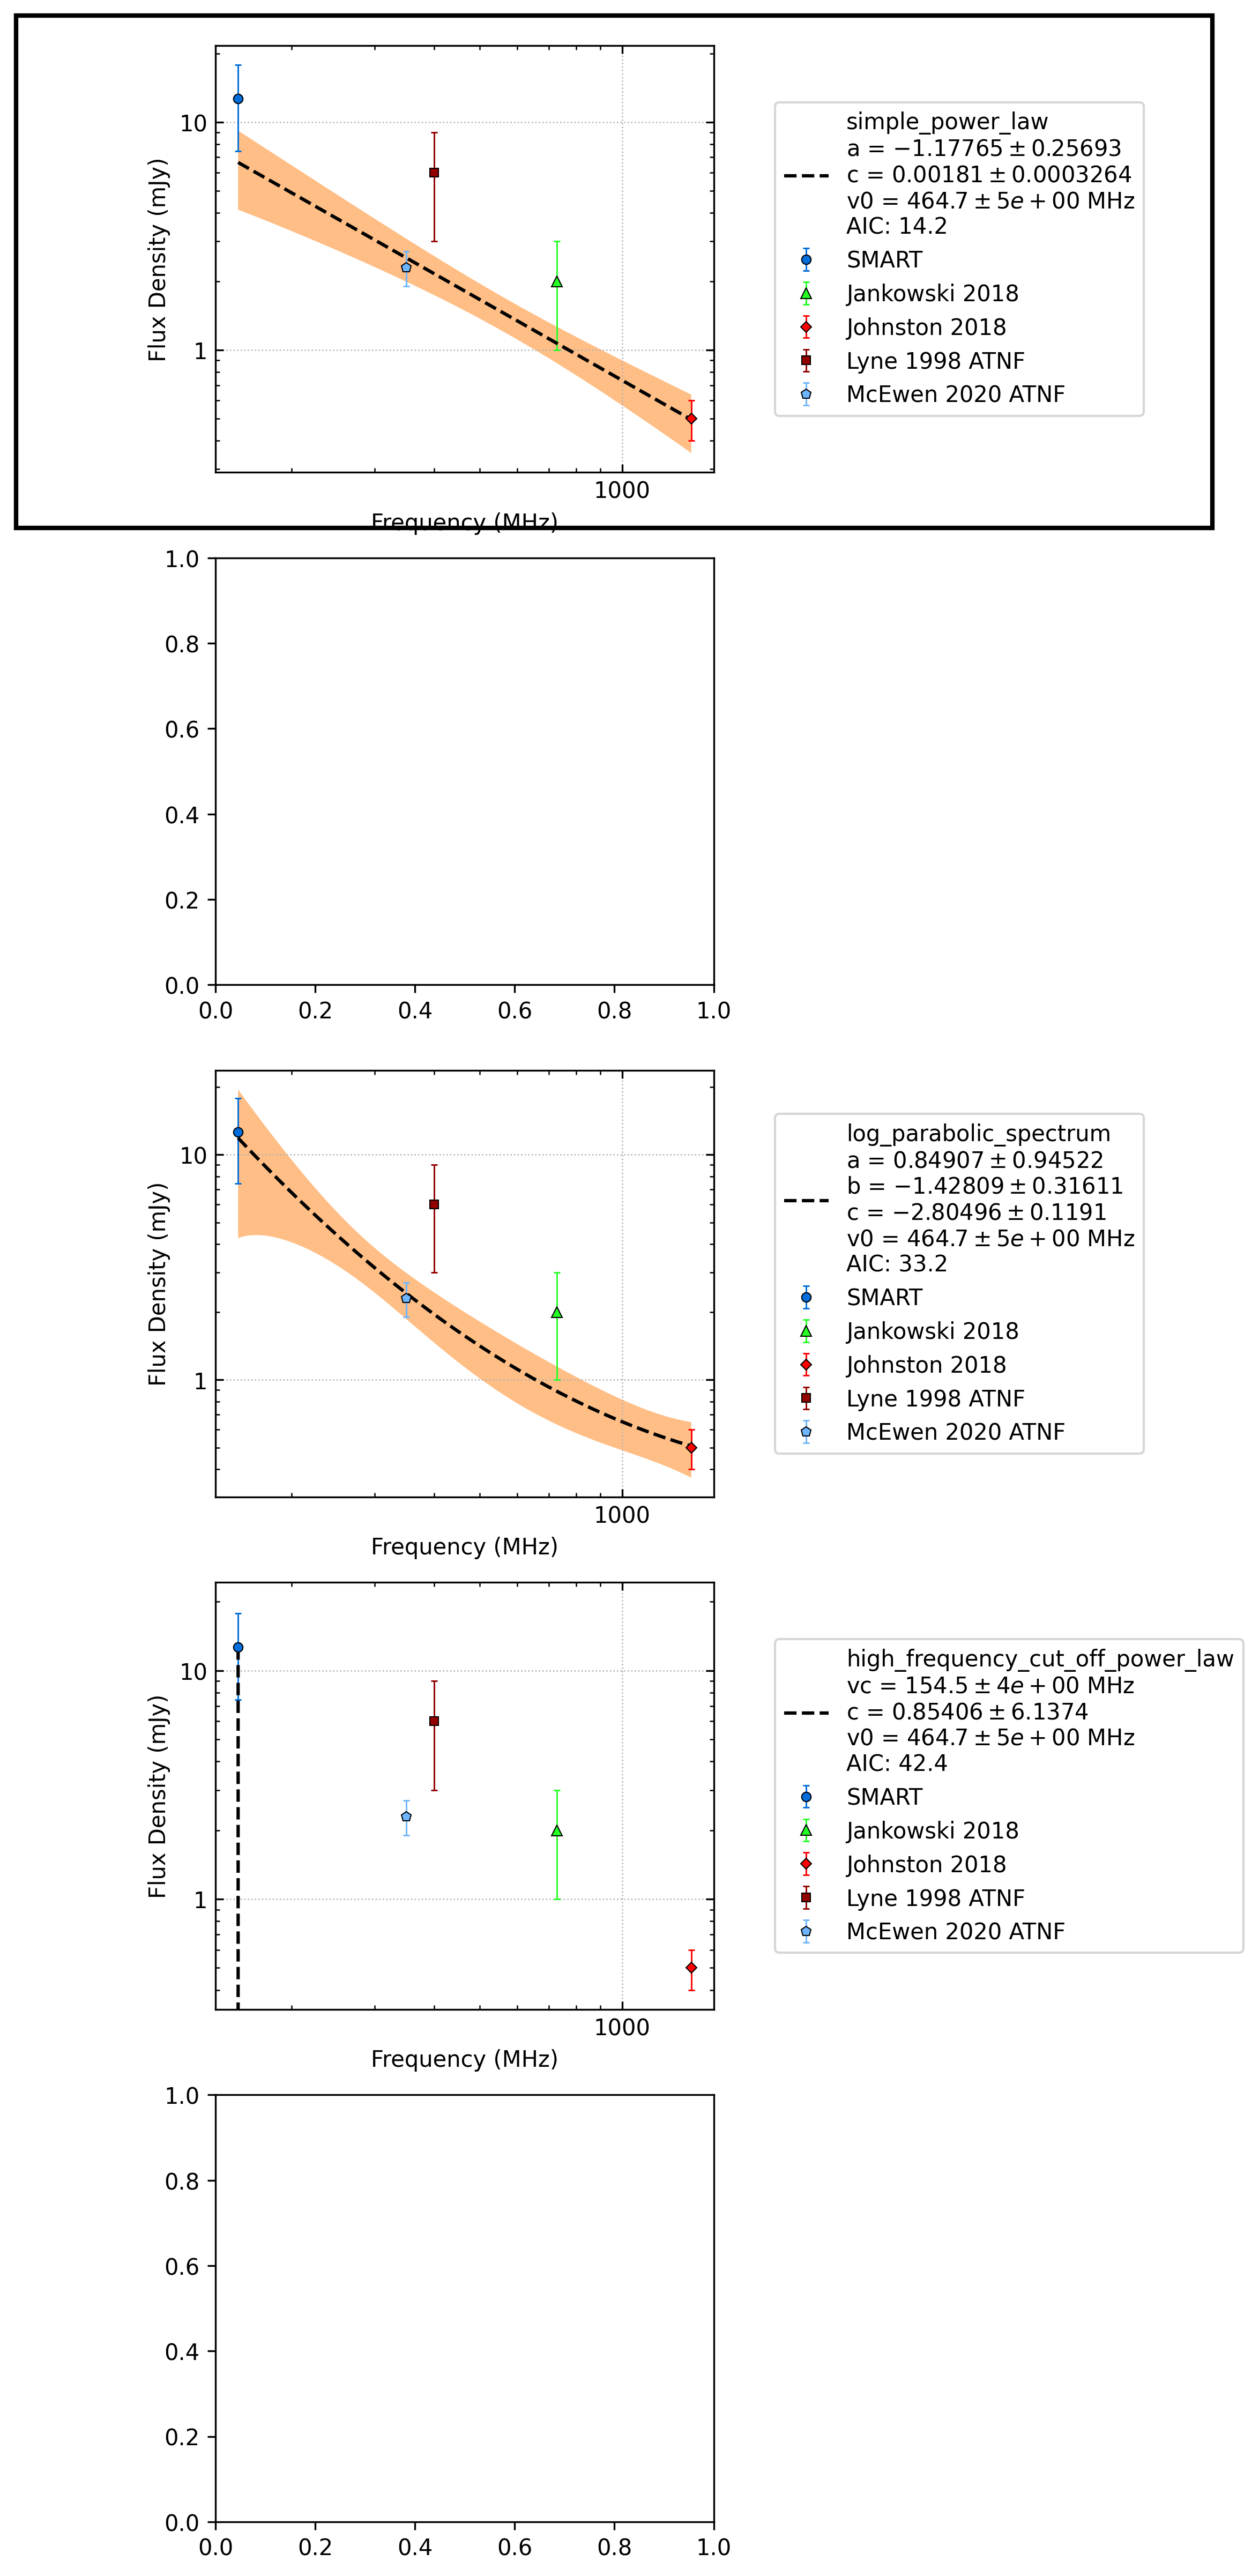 10
1
Flux Density (mJy)
1000
Frequency (MHz)
simple_power_law
a = −1.17765 ± 0.25693
c = 0.00181 ± 0.0003264
v0 = 464.7 ± 5e + 00 MHz
AIC: 14.2
SMART
Jankowski 2018
Johnston 2018
Lyne 1998 ATNF
McEwen 2020 ATNF
1.0
0.8
0.6
0.4
0.2
0.0
0.0 0.2 0.4 0.6 0.8 1.0
10
1
Flux Density (mJy)
1000
Frequency (MHz)
log_parabolic_spectrum
a = 0.84907 ± 0.94522
b = −1.42809 ± 0.31611
c = −2.80496 ± 0.1191
v0 = 464.7 ± 5e + 00 MHz
AIC: 33.2
SMART
Jankowski 2018
Johnston 2018
Lyne 1998 ATNF
McEwen 2020 ATNF
10
1
Flux Density (mJy)
1000
Frequency (MHz)
high_frequency_cut_off_power_law
vc = 154.5 ± 4e + 00 MHz
c = 0.85406 ± 6.1374
v0 = 464.7 ± 5e + 00 MHz
AIC: 42.4
SMART
Jankowski 2018
Johnston 2018
Lyne 1998 ATNF
McEwen 2020 ATNF
1.0
0.8
0.6
0.4
0.2
0.0
0.0 0.2 0.4 0.6 0.8 1.0